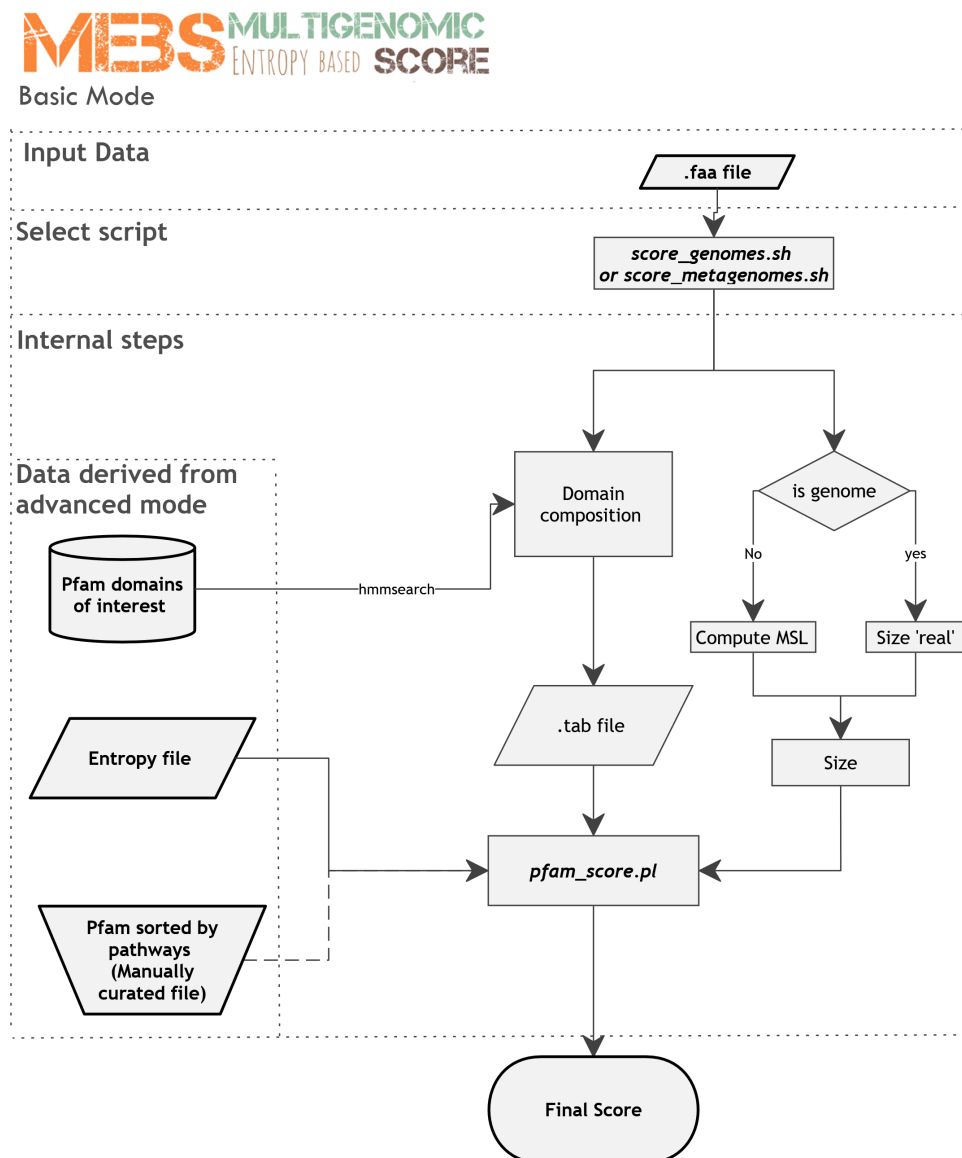 MEBS MULTIGENOMIC
ENTROPY BASED SCORE
Basic Mode
Input Data
.faa file
Select script
score_genomes.sh
or score_metagenomes.sh
Internal steps
Data derived from
advanced mode
Domain
composition
is genome
No
yes
Pfam domains
of interest
hmmsearch
Compute MSL
Size 'real'
.tab file
Entropy file
Size
pfam_score.pl
Pfam sorted by
pathways
(Manually
curated file)
Final Score